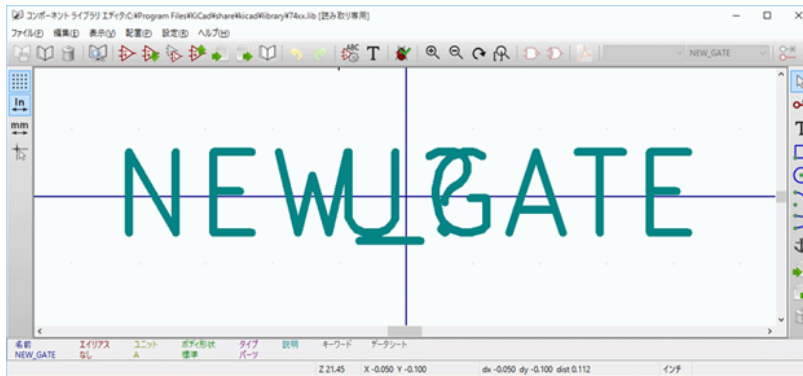 コンポーネント ライブラリ エディタ:C:¥Program Files¥KiCad¥share¥kicad¥library¥74xx.lib [読み取り専用]
ファイル(F) 編集(E) 表示(V) 配置(P) 設定(R) ヘルプ(H)
ABC T NEW_GATE
In
mm
T
NEW_GATE
U?
名前 エイリアス ユニット ボディ形状 タイプ 説明 キーワード データシート
NEW_GATE なし A 標準 パーツ
Z 21.45 X -0.050 Y -0.100 dx -0.050 dy -0.100 dist 0.112 インチ